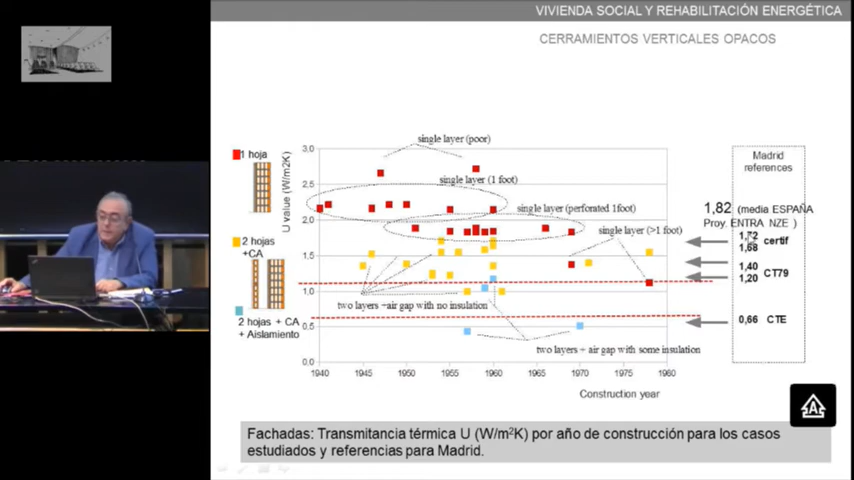 VIVIENDA SOCIAL Y REHABILITACIÓN ENERGÉTICA
CERRAMIENTOS VERTICALES OPACOS
1 hoja
2 hojas
+CA
2 hojas + CA
+ Aislamiento
U value (W/m2K)
3,0
2,5
2,0
1,5
1,0
0,5
0,0
1940
1945
1950
1955
1960
1965
1970
1975
1980
Construction year
single layer (poor)
single layer (1 foot)
single layer (perforated 1foot)
single layer (>1 foot)
two layers +air gap with no insulation
two layers + air gap with some insulation
Madrid
references
1,82 (media ESPAÑA
Proy. ENTRA NZE )
1,72
1,68 certif
1,40
1,20 CT79
0,66 CTE
Fachadas: Transmitancia térmica U (W/m2K) por año de construcción para los casos
estudiados y referencias para Madrid.